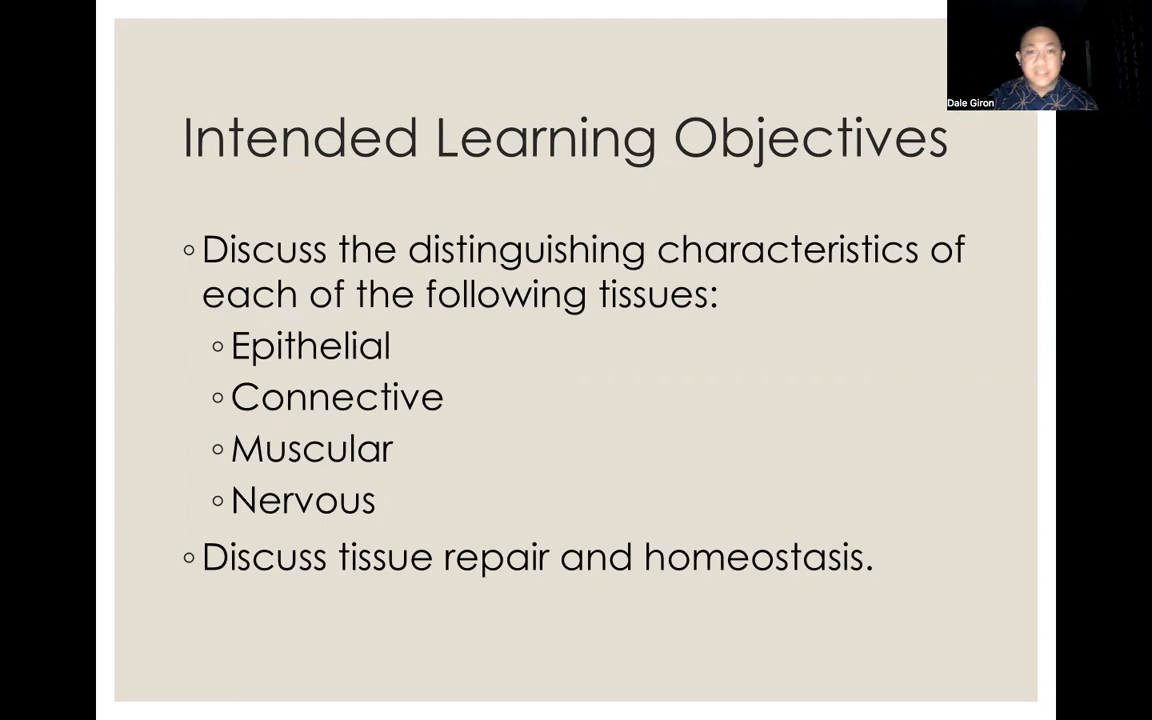 Dale Giron
Intended Learning Objectives
◦Discuss the distinguishing characteristics of
each of the following tissues:
◦Epithelial
◦Connective
◦Muscular
◦Nervous
◦Discuss tissue repair and homeostasis.